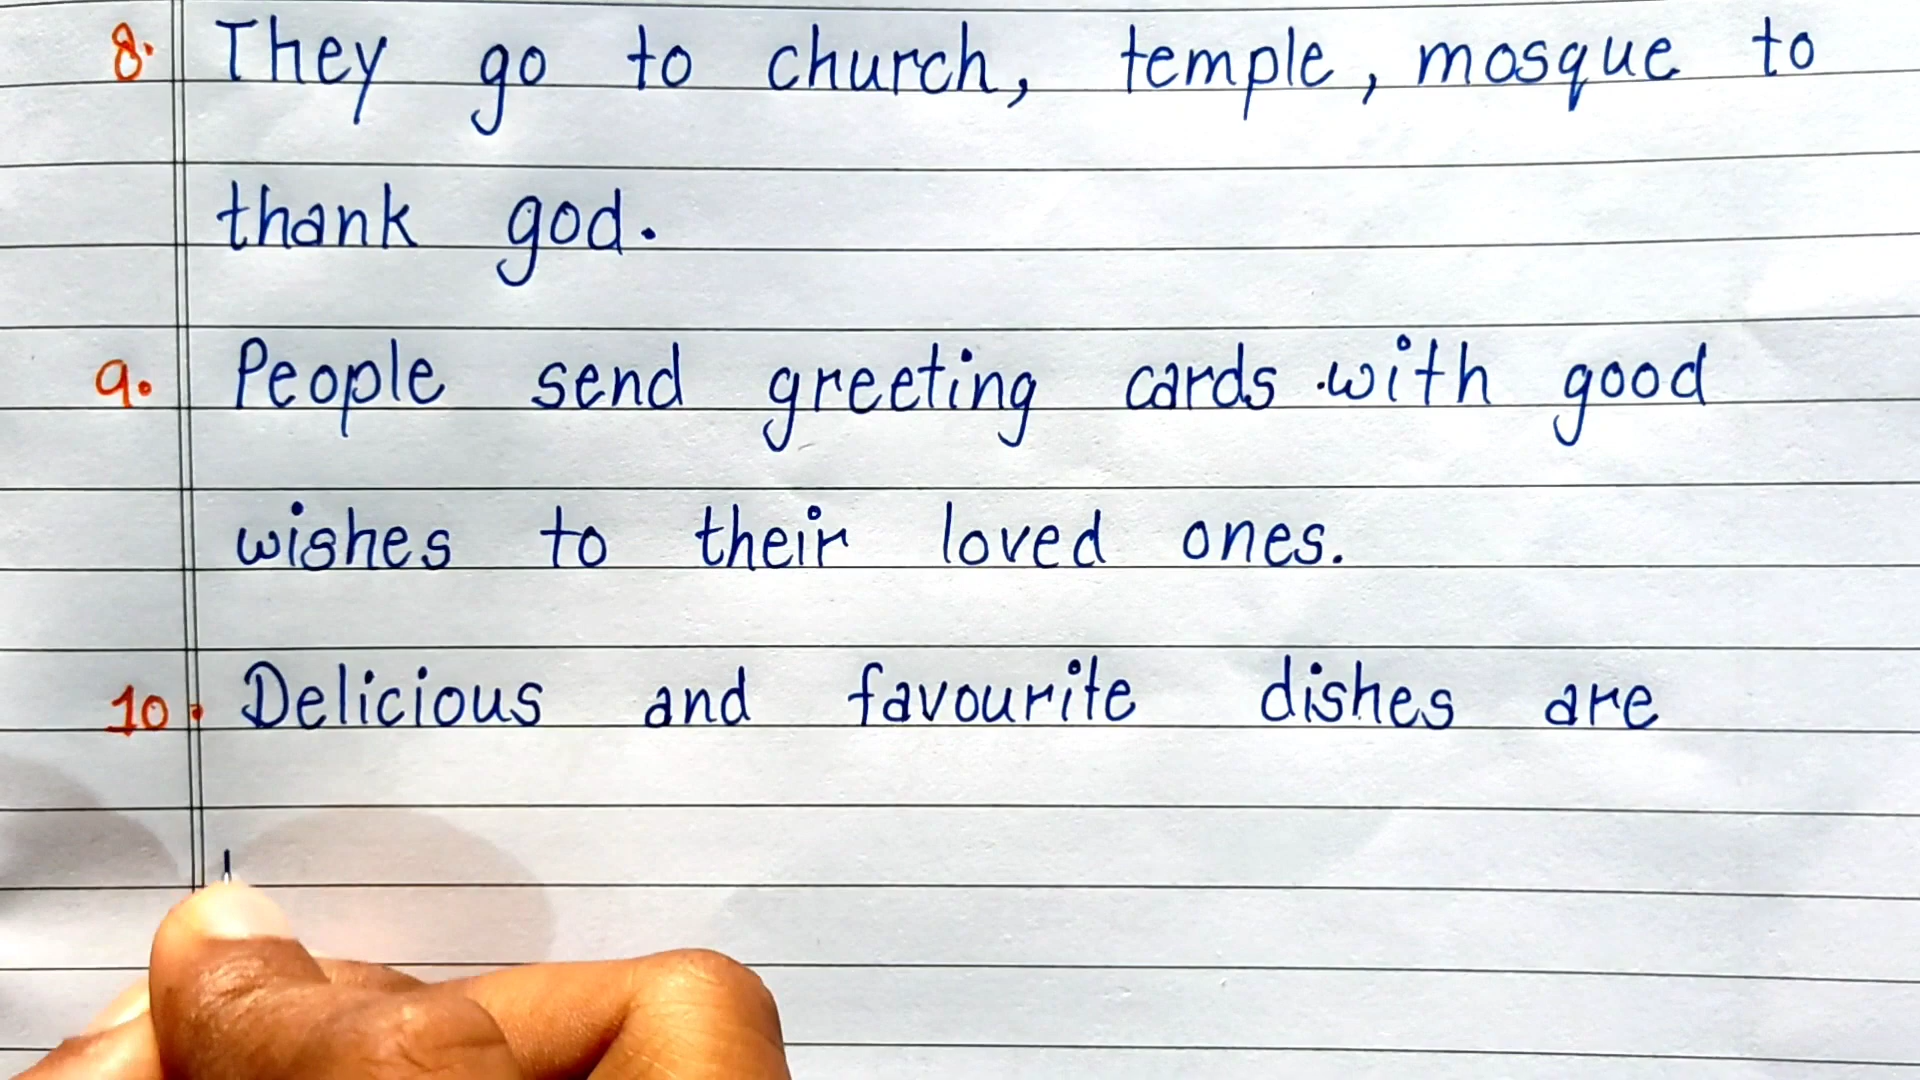 8. They go to church, temple, mosque to
thank god.
9. People send greeting cards with good
wishes to their loved ones.
10. Delicious and favourite dishes are